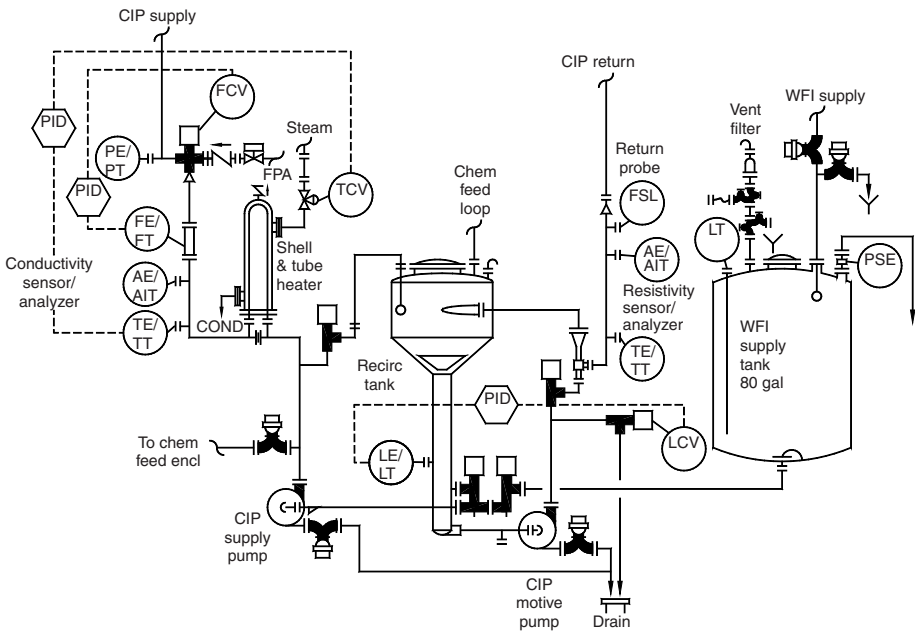 CIP supply
FCV
PID
Steam
PE/
PT
FPA
PID
TCV
FE/
FT
Shell
& tube
heater
Conductivity
sensor/
analyzer
AE/
AIT
TE/
TT
COND
Chem
feed
loop
CIP return
Return
probe
FSL
AE/
AIT
Resistivity
sensor/
analyzer
TE/
TT
Vent
filter
WFI supply
LT
PSE
WFI
supply
tank
80 gal
Recirc
tank
PID
LCV
LE/
LT
To chem
feed encl
CIP
supply
pump
CIP
motive
pump
Drain